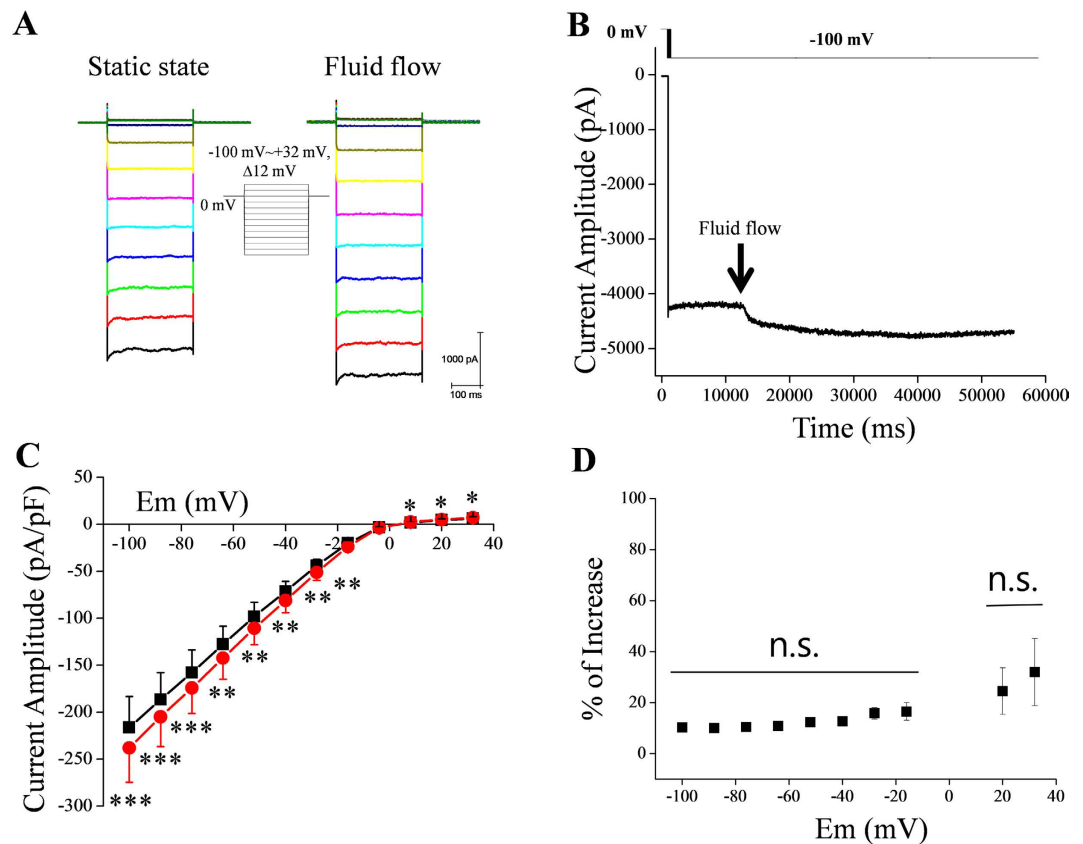 A
Static state
Fluid flow
-100 mV~+32 mV,
Δ12 mV
0 mV
1000 pA
100 ms
B
0 mV
-100 mV
0
-1000
-2000
-3000
-4000
-5000
Current Amplitude (pA)
Fluid flow
0 10000 20000 30000 40000 50000 60000
Time (ms)
C
50
0
-50
-100
-150
-200
-250
-300
Current Amplitude (pA/pF)
Em (mV)
-100 -80 -60 -40 -20 0 20 40
* * *
**
**
**
**
**
***
***
***
D
100
80
60
40
20
0
% of Increase
n.s.
n.s.
-100 -80 -60 -40 -20 0 20 40
Em (mV)